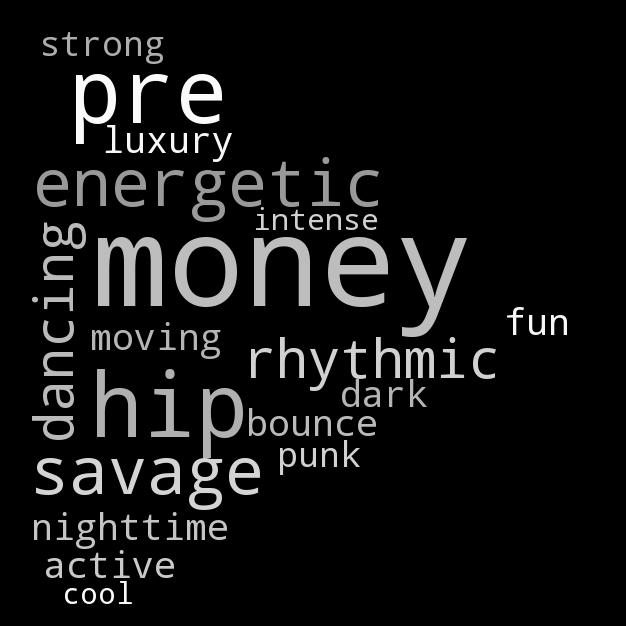 strong
pre
luxury
energetic
intense
money
dancing
fun
moving
rhythmic
dark
hip
bounce
punk
savage
nighttime
active
cool